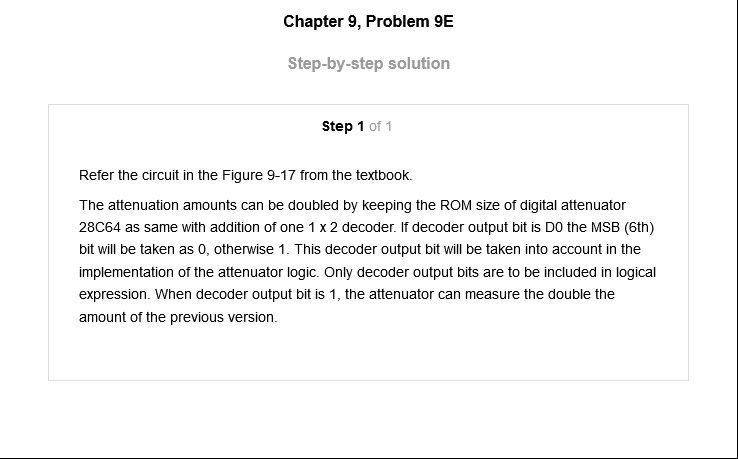 Chapter 9, Problem 9E
Step-by-step solution
Step 1 of 1
Refer the circuit in the Figure 9-17 from the textbook.
The attenuation amounts can be doubled by keeping the ROM size of digital attenuator
28C64 as same with addition of one 1 x 2 decoder. If decoder output bit is D0 the MSB (6th)
bit will be taken as 0, otherwise 1. This decoder output bit will be taken into account in the
implementation of the attenuator logic. Only decoder output bits are to be included in logical
expression. When decoder output bit is 1, the attenuator can measure the double the
amount of the previous version.